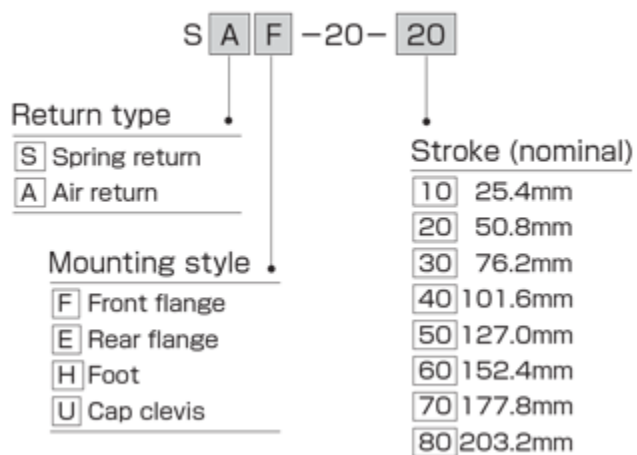 S A F -20- 20
Return type
S Spring return
A Air return
Mounting style
F Front flange
E Rear flange
H Foot
U Cap clevis
Stroke (nominal)
10 25.4mm
20 50.8mm
30 76.2mm
40 101.6mm
50 127.0mm
60 152.4mm
70 177.8mm
80 203.2mm